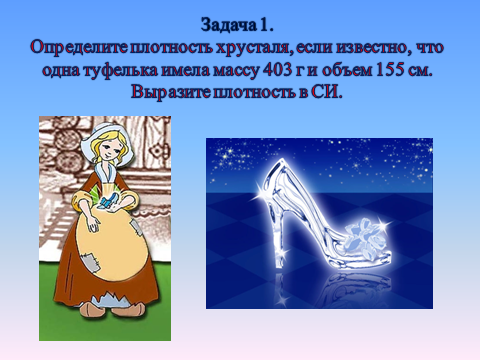 Задача 1.
Определите плотность хрусталя, если известно, что
одна туфелька имела массу 403 г и объем 155 см.
Выразите плотность в СИ.